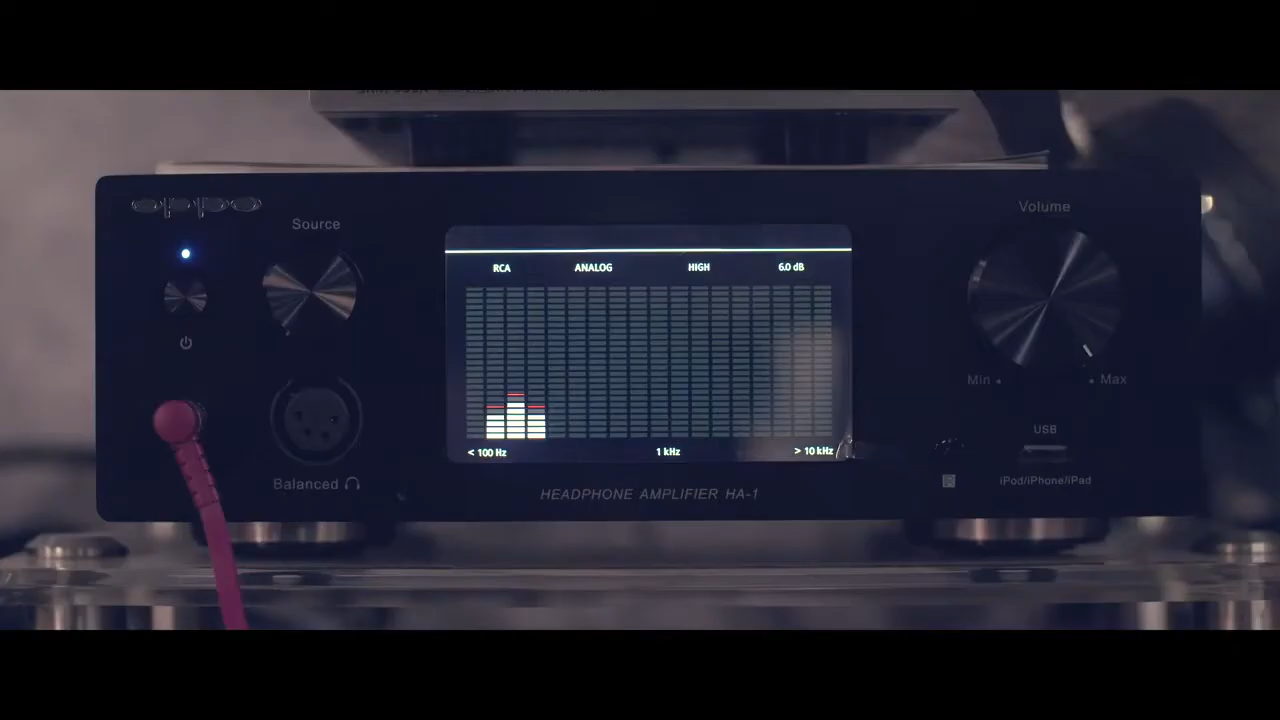 oppo
Source
Volume
RCA ANALOG HIGH 6.0 dB
Min Max
< 100 Hz 1 kHz > 10 kHz
USB
Balanced
iPod/iPhone/iPad
HEADPHONE AMPLIFIER HA-1